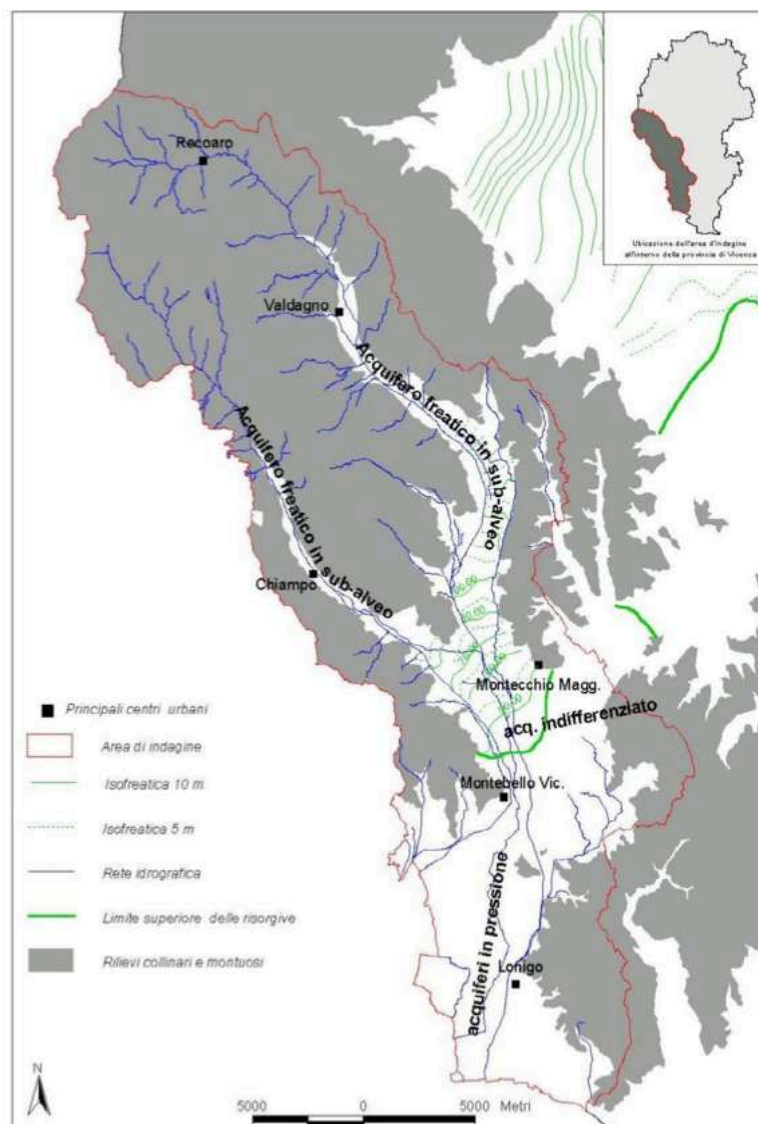 Ubicazione dell'area d'indagine
all'interno della provincia di Vicenza
Recoaro
Valdagno
Acquifero freatico in sub-alveo
Acquifero freatico in sub-alveo
Chiampo
Montecchio Magg.
acq. indifferenziato
Montebello Vic.
acquiferi in pressione
Lonigo
Principali centri urbani
Area di indagine
Isofreatica 10 m
Isofreatica 5 m
Rete idrografica
Limite superiore delle risorgive
Rilievi collinari e montuosi
N
5000 0 5000 Metri